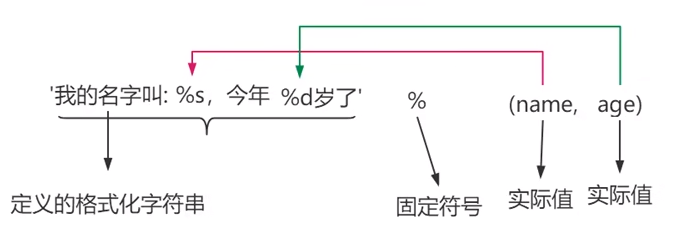 '我的名字叫: %s，今年 %d岁了' % (name, age)
定义的格式化字符串 固定符号 实际值 实际值